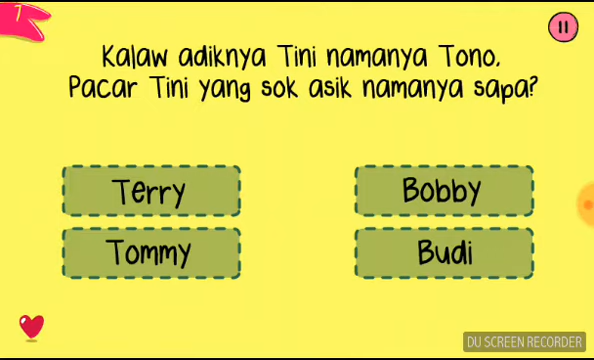 7
Kalaw adiknya Tini namanya Tono.
Pacar Tini yang sok asik namanya sapa?
Terry
Bobby
Tommy
Budi
DU SCREEN RECORDER